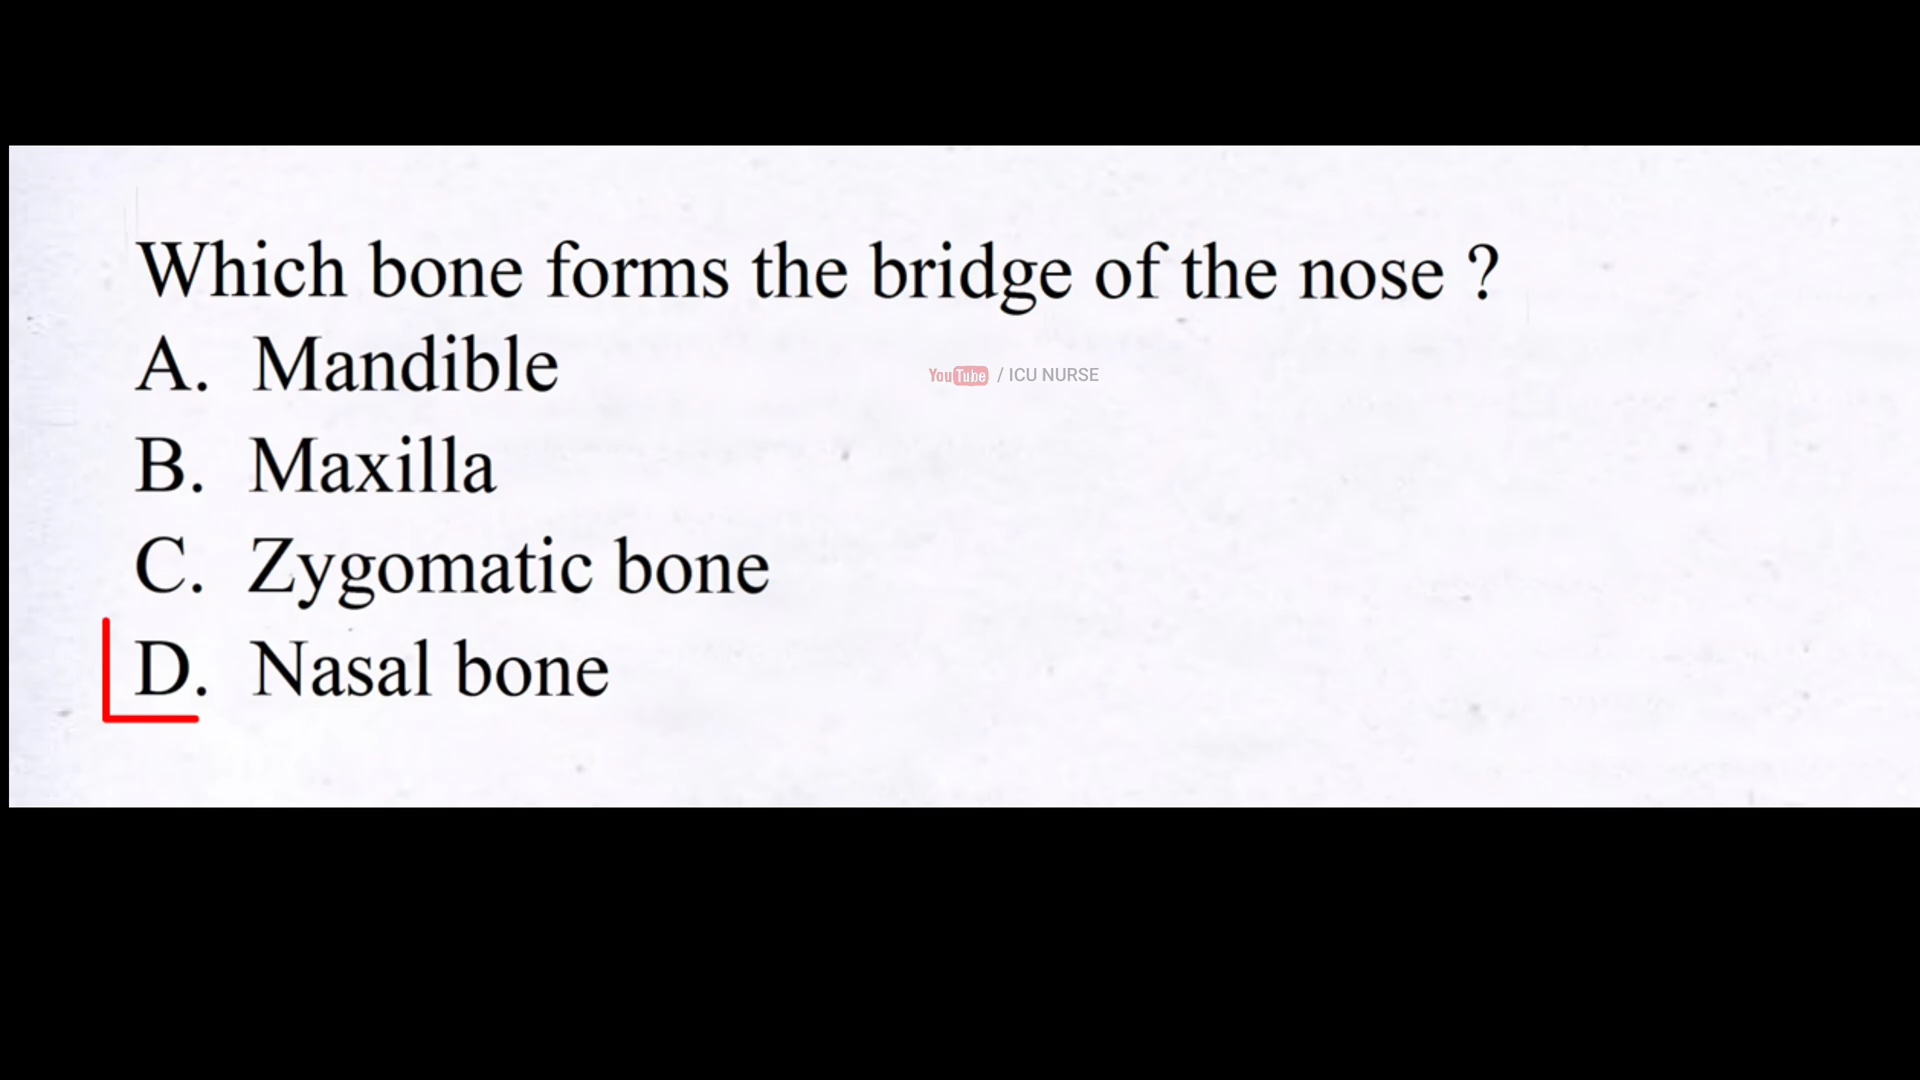 Which bone forms the bridge of the nose ?
A. Mandible
YouTube / ICU NURSE
B. Maxilla
C. Zygomatic bone
D. Nasal bone